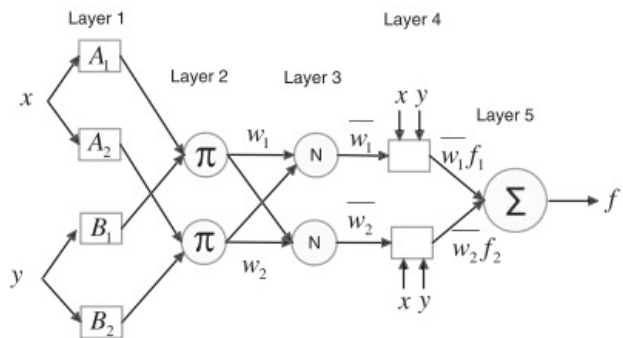 Layer 1
Layer 4
Layer 2
Layer 3
Layer 5
A₁
x
A₂
B₁
y
B₂
π
π
w₁
w₂
N
N
w̅₁
w̅₂
x y
x y
w̅₁f₁
w̅₂f₂
Σ
f